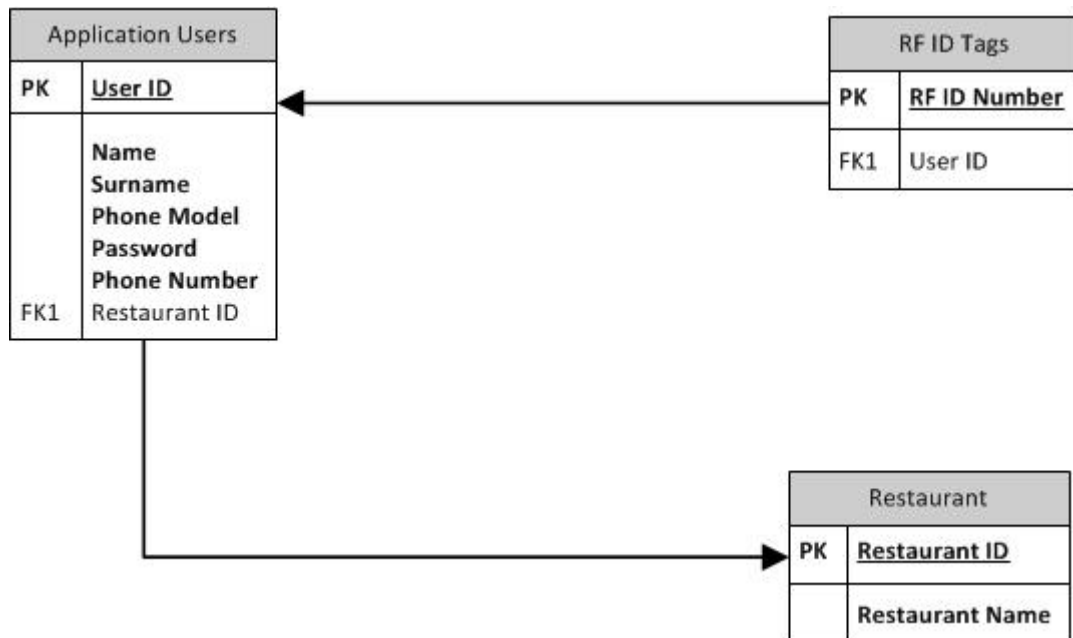 Application Users
PK User ID
Name
Surname
Phone Model
Password
Phone Number
FK1 Restaurant ID
RF ID Tags
PK RF ID Number
FK1 User ID
Restaurant
PK Restaurant ID
Restaurant Name